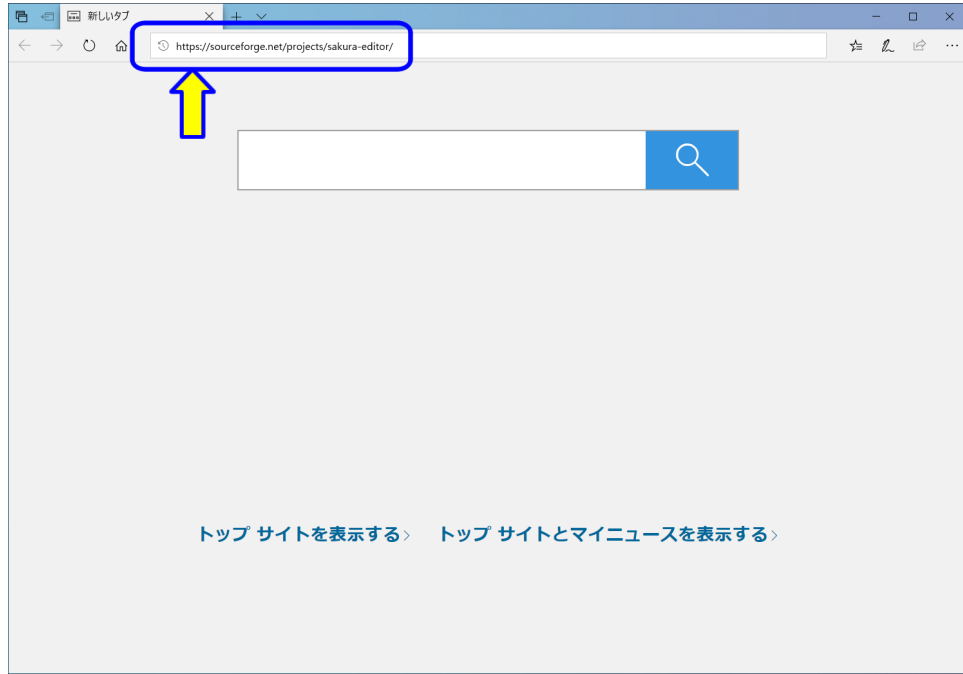 新しいタブ
https://sourceforge.net/projects/sakura-editor/
トップ サイトを表示する
トップ サイトとマイニュースを表示する